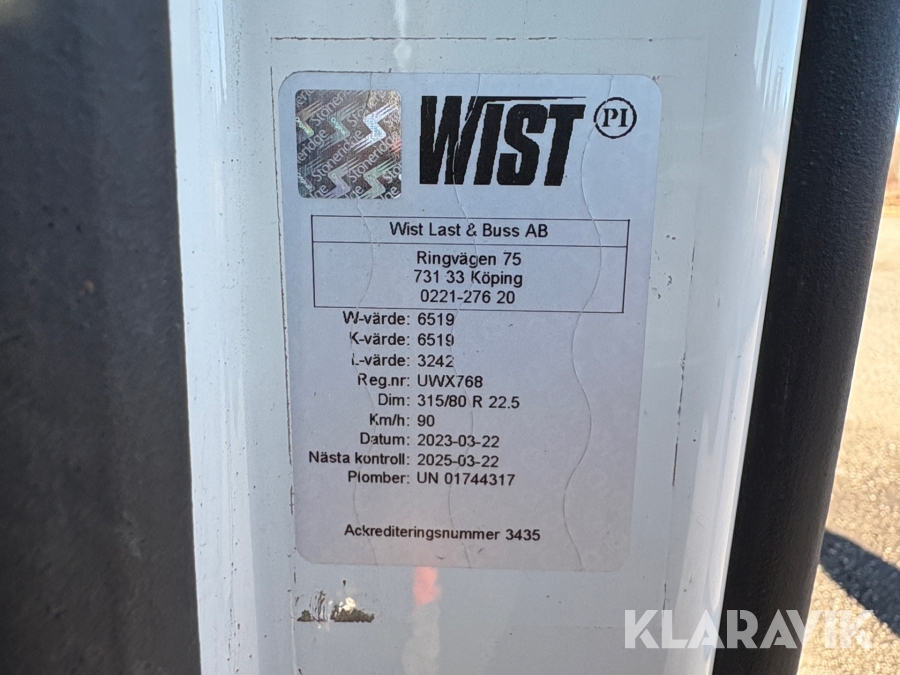 Stoneridge
WIST PI
Wist Last & Buss AB
Ringvägen 75
731 33 Köping
0221-276 20
W-värde: 6519
K-värde: 6519
L-värde: 3242
Reg.nr: UWX768
Dim: 315/80 R 22.5
Km/h: 90
Datum: 2023-03-22
Nästa kontroll: 2025-03-22
Plomber: UN 01744317
Ackrediteringsnummer 3435
KLARAVIK